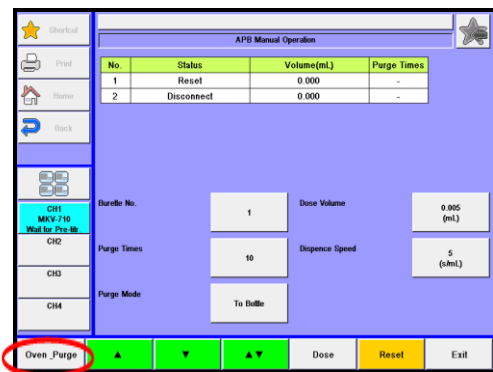 Shortcut
APB Manual Operation
Print
No. Status Volume(mL) Purge Times
1 Reset 0.000 -
2 Disconnect 0.000 -
Home
Back
CH1
MKV-710
Wait for Pre-titr.
CH2
CH3
CH4
Burette No. 1 Dose Volume 0.005
(mL)
Purge Times 10 Dispence Speed 5
(s/mL)
Purge Mode To Bottle
Oven _Purge ▲ ▼ ▲▼ Dose Reset Exit